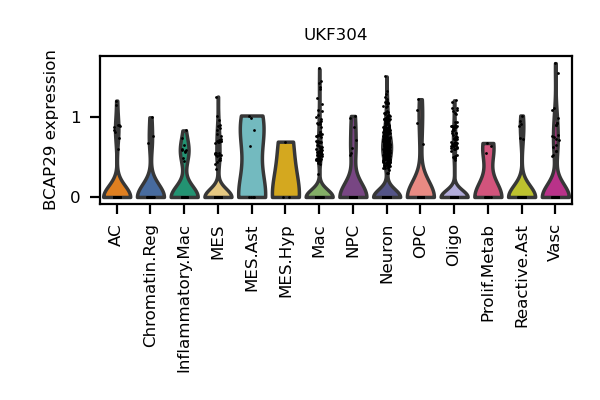 UKF304
BCAP29 expression
1
0
AC
Chromatin.Reg
Inflammatory.Mac
MES
MES.Ast
MES.Hyp
Mac
NPC
Neuron
OPC
Oligo
Prolif.Metab
Reactive.Ast
Vasc